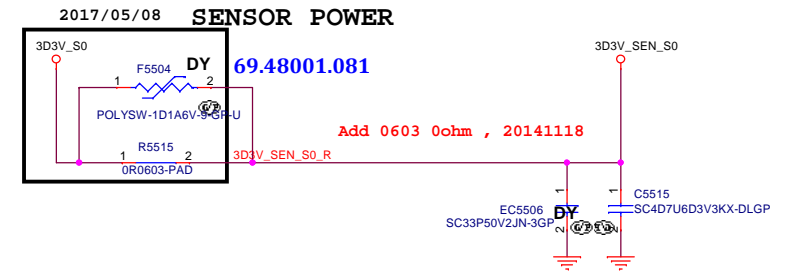 2017/05/08 SENSOR POWER
3D3V_S0
3D3V_SEN_S0
F5504 DY 69.48001.081
1 2
POLYSW-1D1A6V-9-GP-U
Add 0603 0ohm , 20141118
R5515
1 2
3D3V_SEN_S0_R
0R0603-PAD
1 1
C5515
EC5506 DY SC4D7U6D3V3KX-DLGP
SC33P50V2JN-3GP
2 2